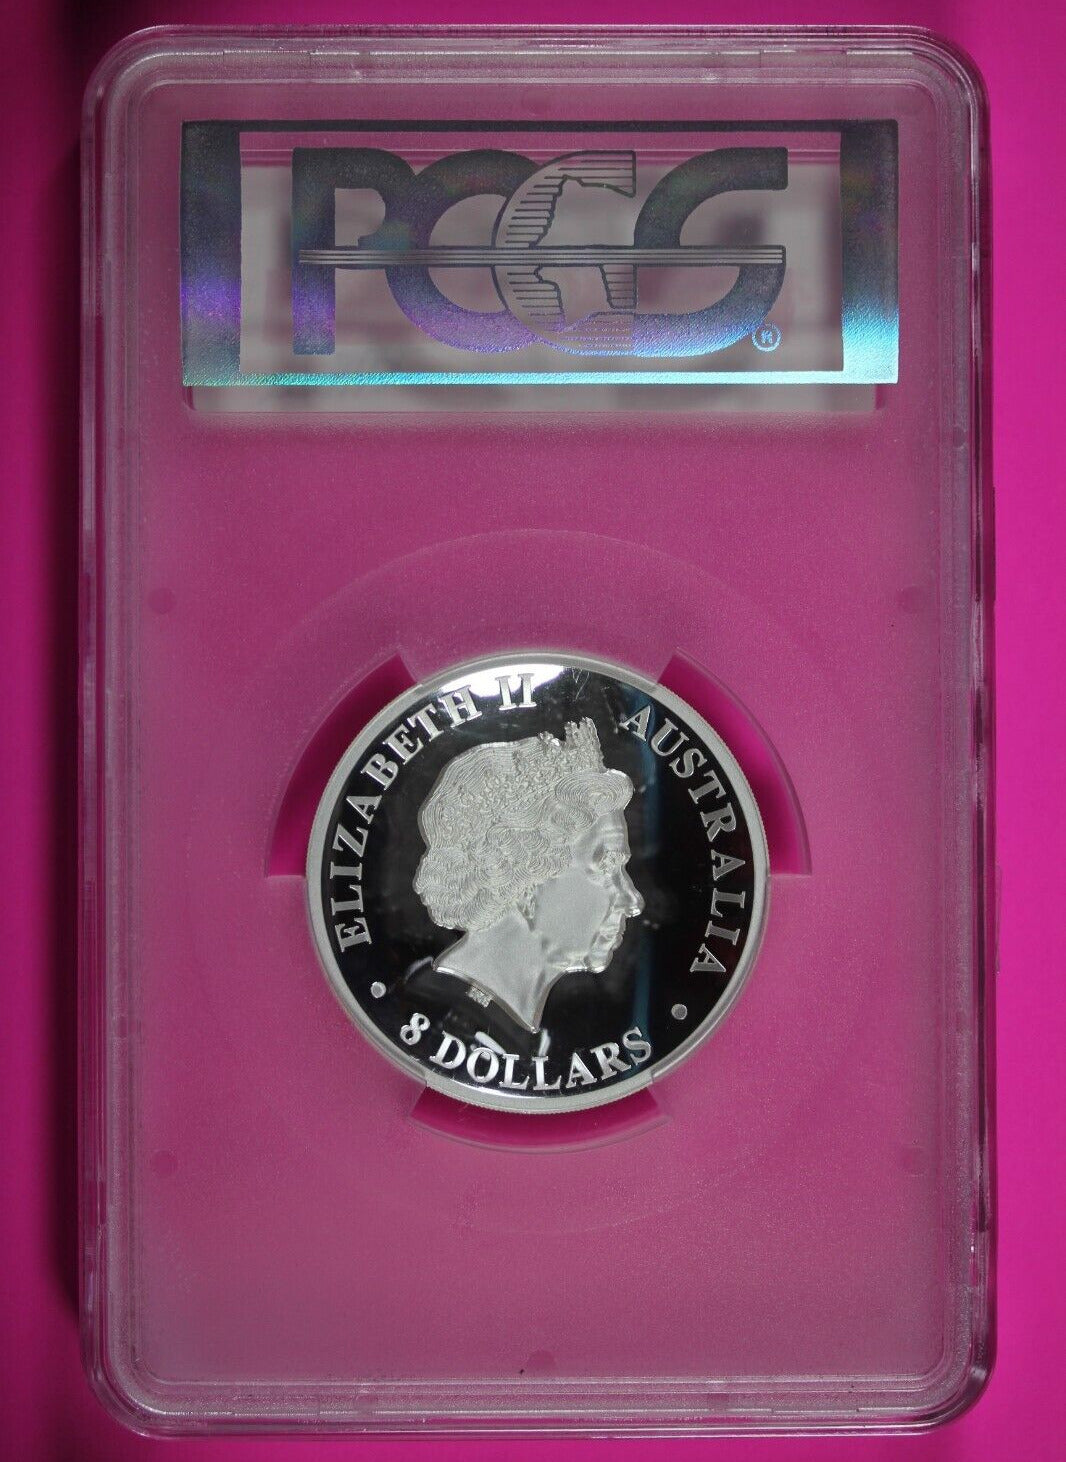 PCGS
ELIZABETH II
AUSTRALIA
8 DOLLARS